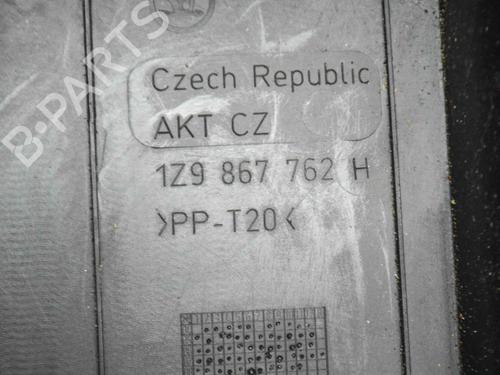 B-PARTS
Czech Republic
AKT CZ
1Z9 867 762 H
>PP-T20<